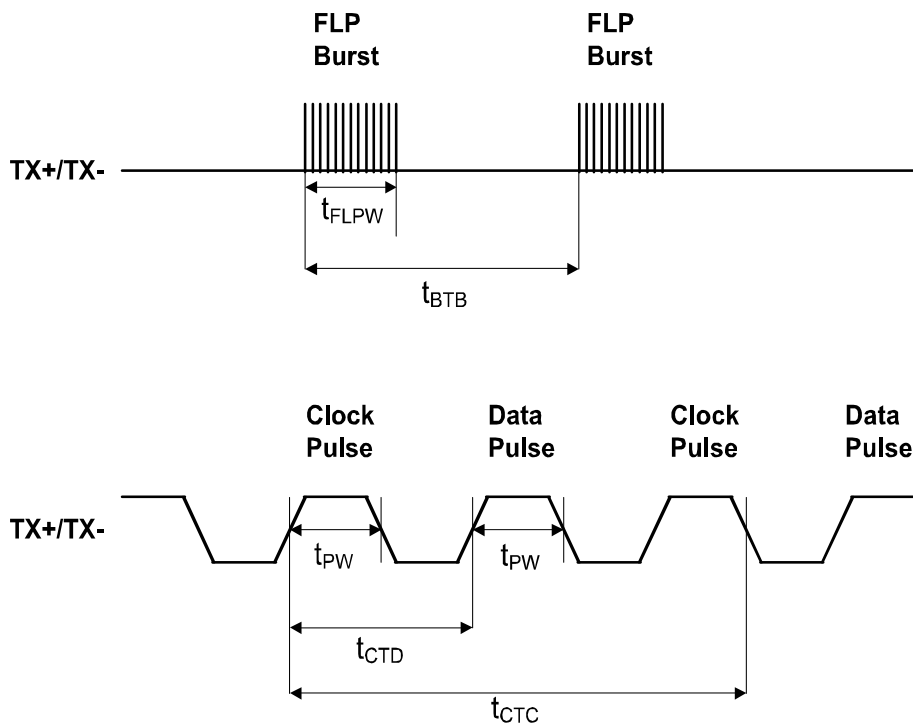 FLP
Burst
FLP
Burst
TX+/TX-
tFLPW
tBTB
Clock
Pulse
Data
Pulse
Clock
Pulse
Data
Pulse
TX+/TX-
tPW
tPW
tCTD
tCTC